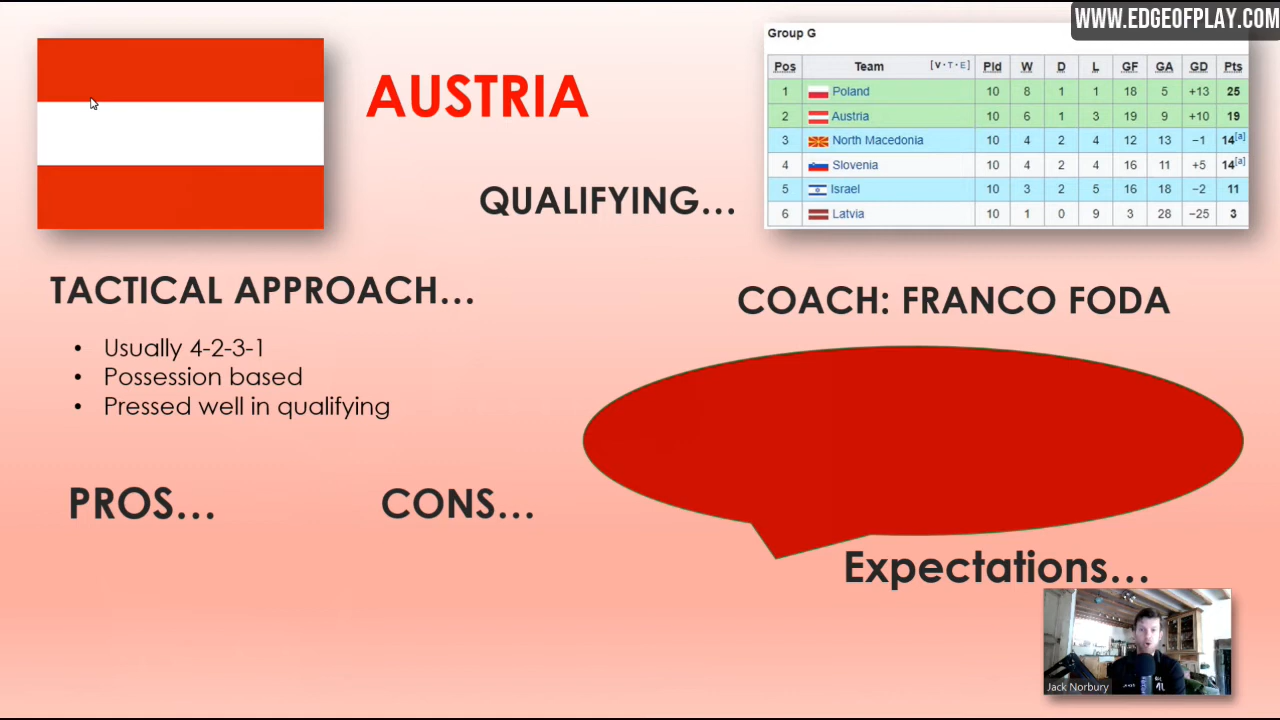 WWW.EDGEOFPLAY.COM
AUSTRIA
QUALIFYING...
Group G
Pos Team [V·T·E] Pld W D L GF GA GD Pts
1 Poland 10 8 1 1 18 5 +13 25
2 Austria 10 6 1 3 19 9 +10 19
3 North Macedonia 10 4 2 4 12 13 −1 14[a]
4 Slovenia 10 4 2 4 16 11 +5 14[a]
5 Israel 10 3 2 5 16 18 −2 11
6 Latvia 10 1 0 9 3 28 −25 3
TACTICAL APPROACH...
• Usually 4-2-3-1
• Possession based
• Pressed well in qualifying
COACH: FRANCO FODA
PROS...
CONS...
Expectations...
Jack Norbury